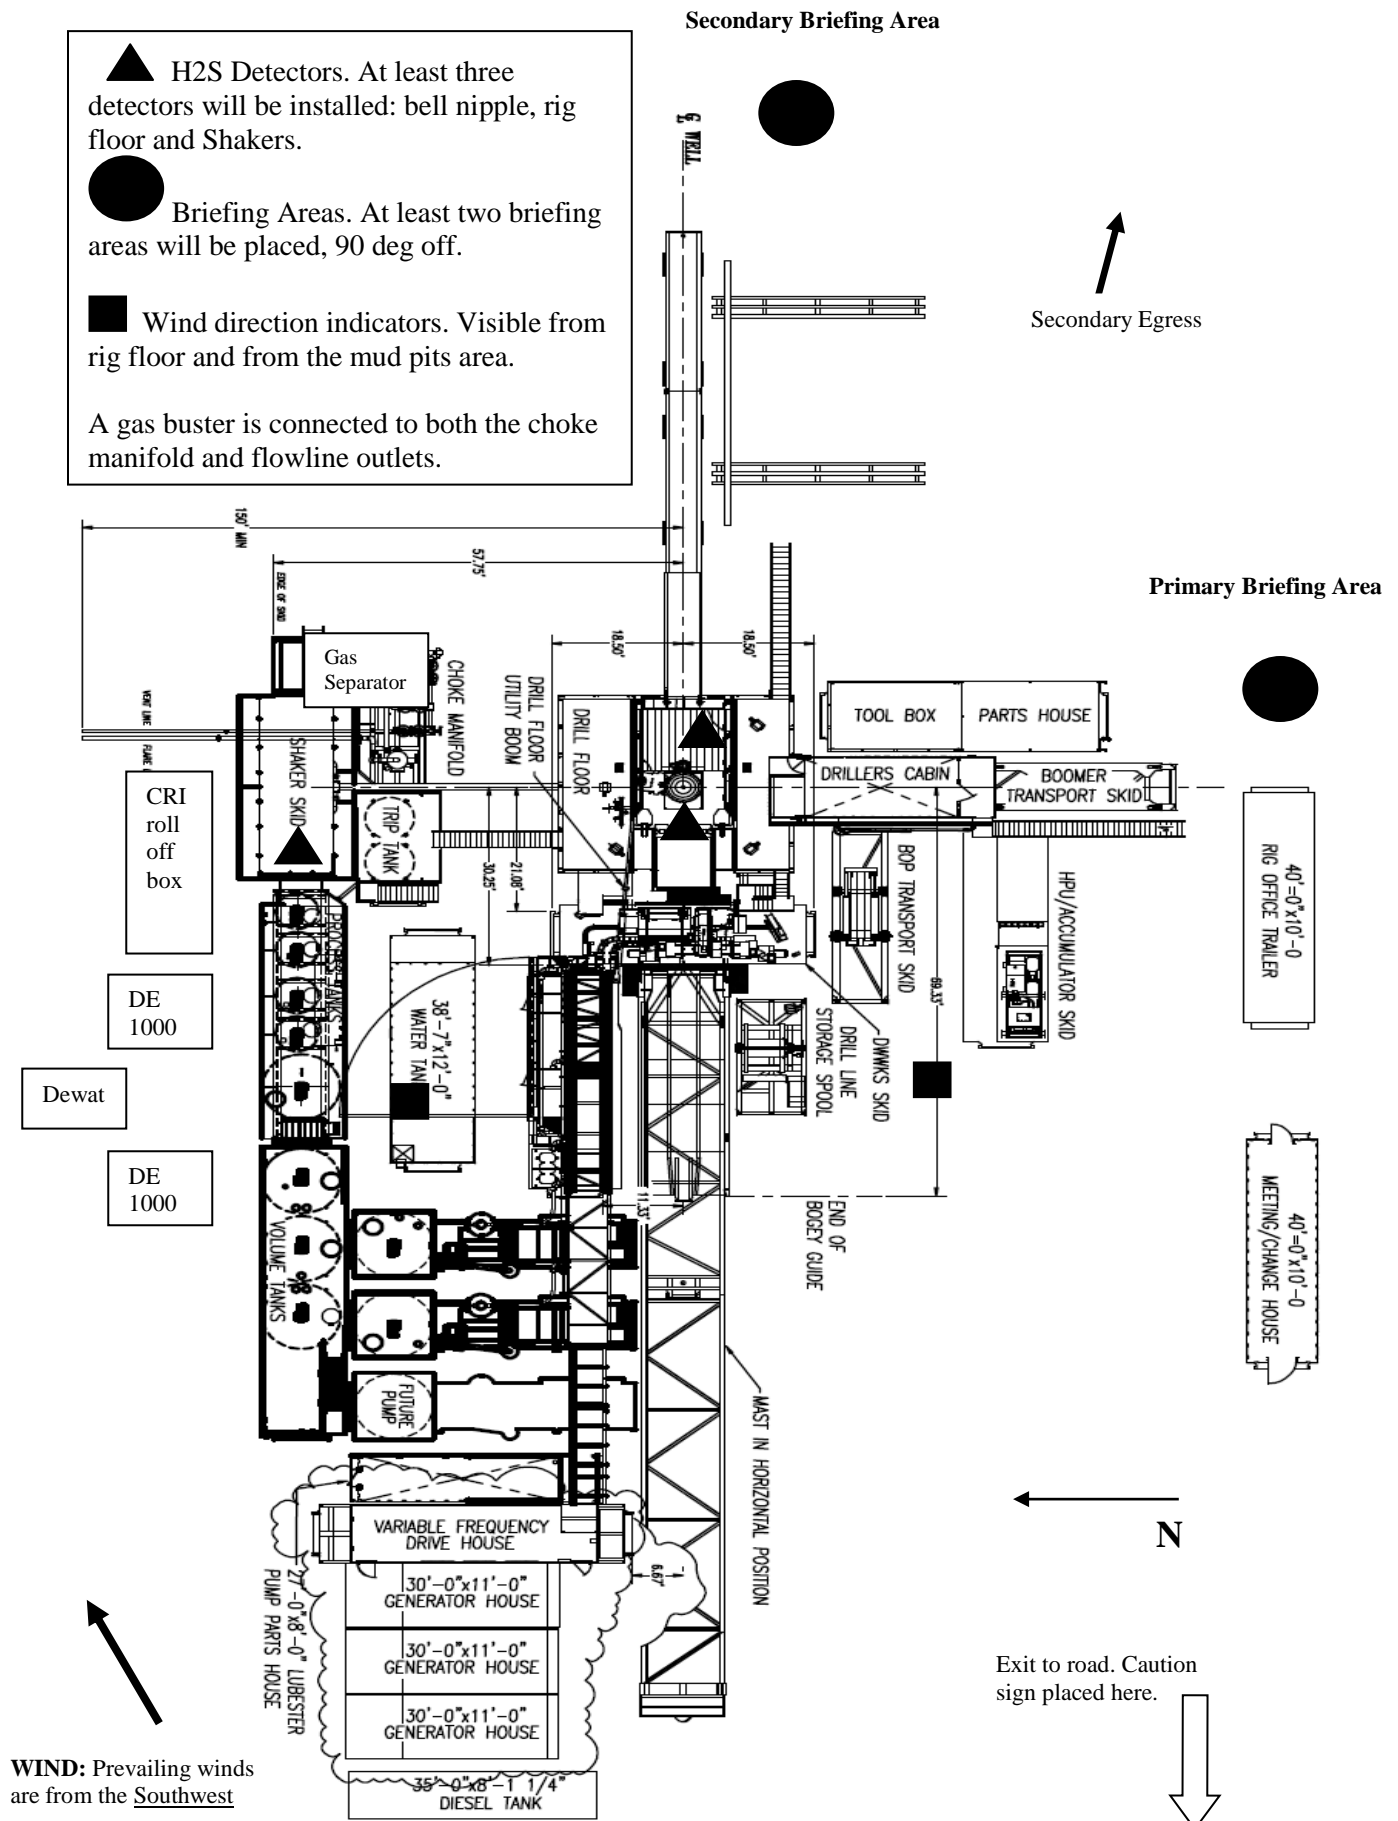 Secondary Briefing Area
H2S Detectors. At least three
detectors will be installed: bell nipple, rig
floor and Shakers.
Briefing Areas. At least two briefing
areas will be placed, 90 deg off.
Wind direction indicators. Visible from
rig floor and from the mud pits area.
A gas buster is connected to both the choke
manifold and flowline outlets.
℄ WELL
Secondary Egress
150' MIN
57.75'
EDGE OF SKID
Primary Briefing Area
18.50'
18.50'
Gas
Separator
CHOKE MANIFOLD
DRILL FLOOR
UTILITY BOOM
DRILL FLOOR
TOOL BOX
PARTS HOUSE
VENT LINE
SHAKER SKID
DRILLERS CABIN
BOOMER
TRANSPORT SKID
CRI
roll
off
box
TRIP TANK
30.25'
21.08'
BOP TRANSPORT SKID
HPU/ACCUMULATOR SKID
40'=0"x10'-0
RIG OFFICE TRAILER
TANKS
DE
1000
38'-7"x12'-0"
WATER TAN
69.33'
DRILL LINE
STORAGE SPOOL
DWWKS SKID
Dewat
DE
1000
11.33'
END OF
BOGEY GUIDE
VOLUME TANKS
40'=0"x10'-0
MEETING/CHANGE HOUSE
FUTURE
PUMP
MAST IN HORIZONTAL POSITION
N
VARIABLE FREQUENCY
DRIVE HOUSE
6.67'
27'-0"x8'-0" LUBESTER
PUMP PARTS HOUSE
30'-0"x11'-0"
GENERATOR HOUSE
30'-0"x11'-0"
GENERATOR HOUSE
30'-0"x11'-0"
GENERATOR HOUSE
Exit to road. Caution
sign placed here.
WIND: Prevailing winds
are from the Southwest
35'-0"x8'-1 1/4"
DIESEL TANK